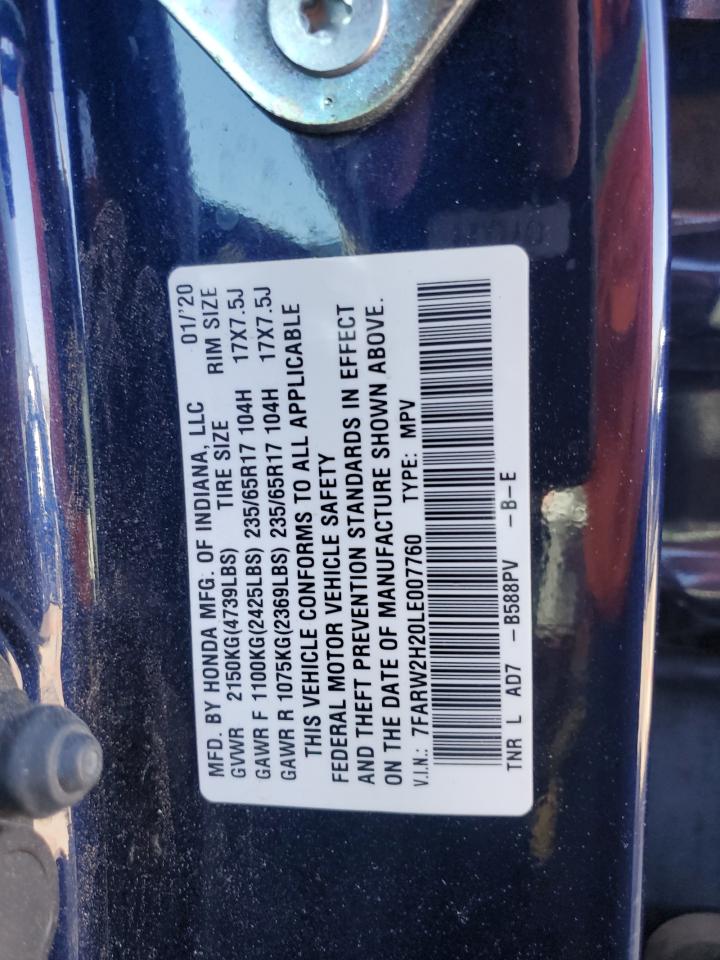 MFD. BY HONDA MFG. OF INDIANA, LLC 01/'20
GVWR 2150KG(4739LBS) TIRE SIZE RIM SIZE
GAWR F 1100KG(2425LBS) 235/65R17 104H 17X7.5J
GAWR R 1075KG(2369LBS) 235/65R17 104H 17X7.5J
THIS VEHICLE CONFORMS TO ALL APPLICABLE
FEDERAL MOTOR VEHICLE SAFETY
AND THEFT PREVENTION STANDARDS IN EFFECT
ON THE DATE OF MANUFACTURE SHOWN ABOVE.
V.I.N.: 7FARW2H20LE007760 TYPE: MPV
TNR L AD7 -B588PV -B-E